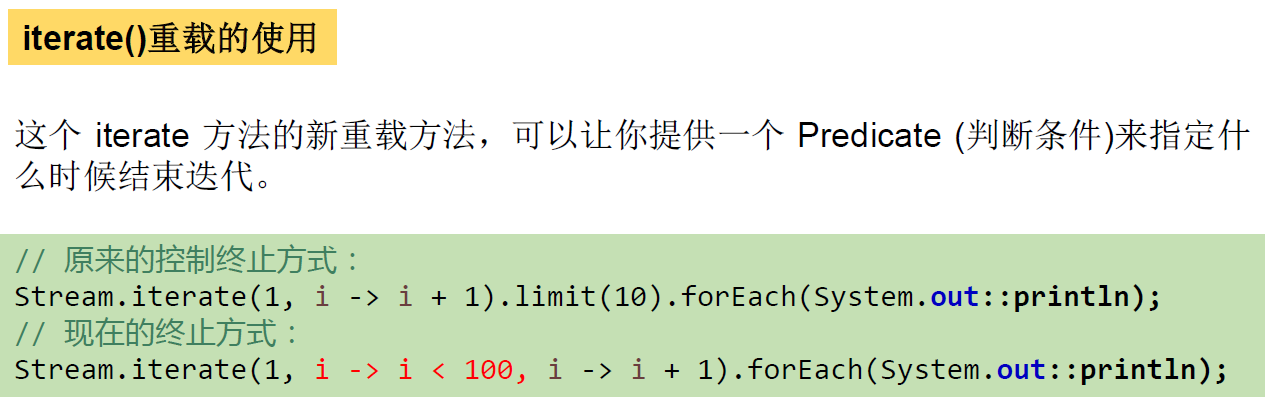 iterate()重载的使用
这个 iterate 方法的新重载方法，可以让你提供一个 Predicate (判断条件)来指定什
么时候结束迭代。
// 原来的控制终止方式：
Stream.iterate(1, i -> i + 1).limit(10).forEach(System.out::println);
// 现在的终止方式：
Stream.iterate(1, i -> i < 100, i -> i + 1).forEach(System.out::println);